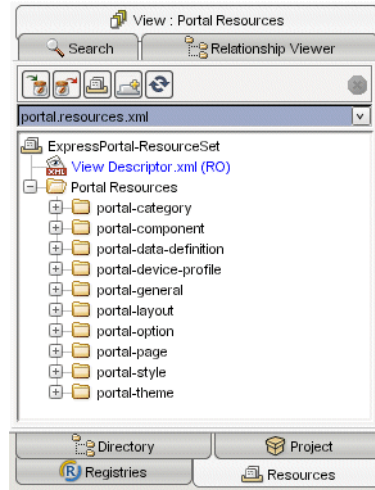 View : Portal Resources
Search
Relationship Viewer
portal.resources.xml
ExpressPortal-ResourceSet
XML View Descriptor.xml (RO)
Portal Resources
portal-category
portal-component
portal-data-definition
portal-device-profile
portal-general
portal-layout
portal-option
portal-page
portal-style
portal-theme
Directory
Project
R Registries
Resources